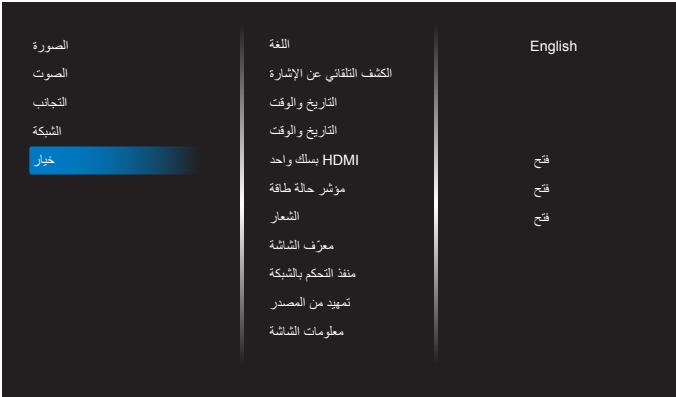 الصورة
الصوت
التجانب
الشبكة
خيار
اللغة
الكشف التلقائي عن الإشارة
التاريخ والوقت
التاريخ والوقت
HDMI بسلك واحد
مؤشر حالة طاقة
الشعار
معرّف الشاشة
منفذ التحكم بالشبكة
تمهيد من المصدر
معلومات الشاشة
English
فتح
فتح
فتح